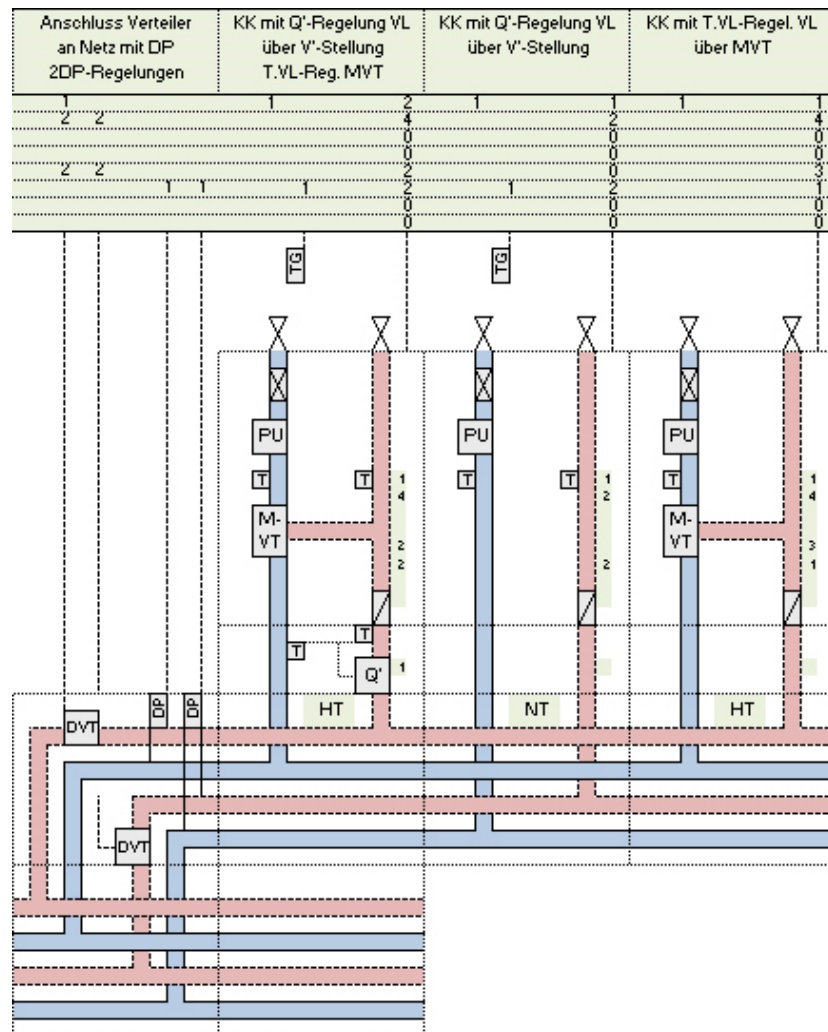 Anschluss Verteiler
an Netz mit DP
2DP-Regelungen
KK mit Q'-Regelung VL
über V'-Stellung
T.VL-Reg. MVT
KK mit Q'-Regelung VL
über V'-Stellung
KK mit T.VL-Regel. VL
über MVT
1 1 2 1 1 1 1
2 2 4 2 4
0 0 0
0 0 0
2 2 2 0 3
1 1 1 2 1 2 1
0 0 0
0 0 0
TG TG
PU PU PU
T T T T T
1 1 1
4 2 4
M-VT M-VT
2 3
2 2 1
T
T
Q' 1
HT NT HT
DVT DP DP
DVT